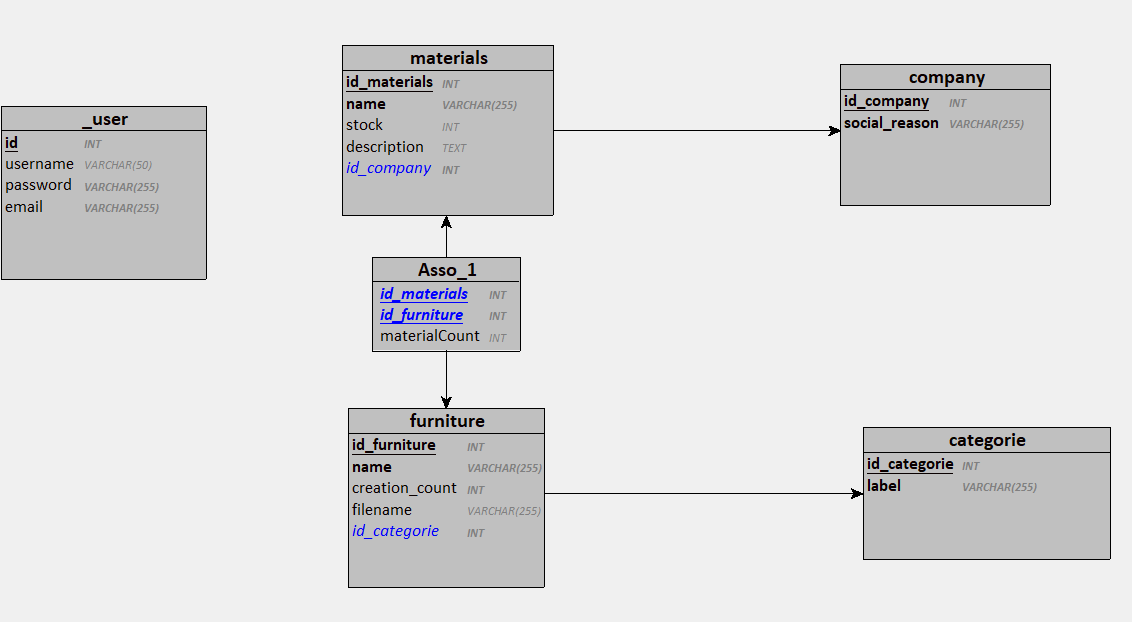 _user
id INT
username VARCHAR(50)
password VARCHAR(255)
email VARCHAR(255)
materials
id_materials INT
name VARCHAR(255)
stock INT
description TEXT
id_company INT
company
id_company INT
social_reason VARCHAR(255)
Asso_1
id_materials INT
id_furniture INT
materialCount INT
furniture
id_furniture INT
name VARCHAR(255)
creation_count INT
filename VARCHAR(255)
id_categorie INT
categorie
id_categorie INT
label VARCHAR(255)